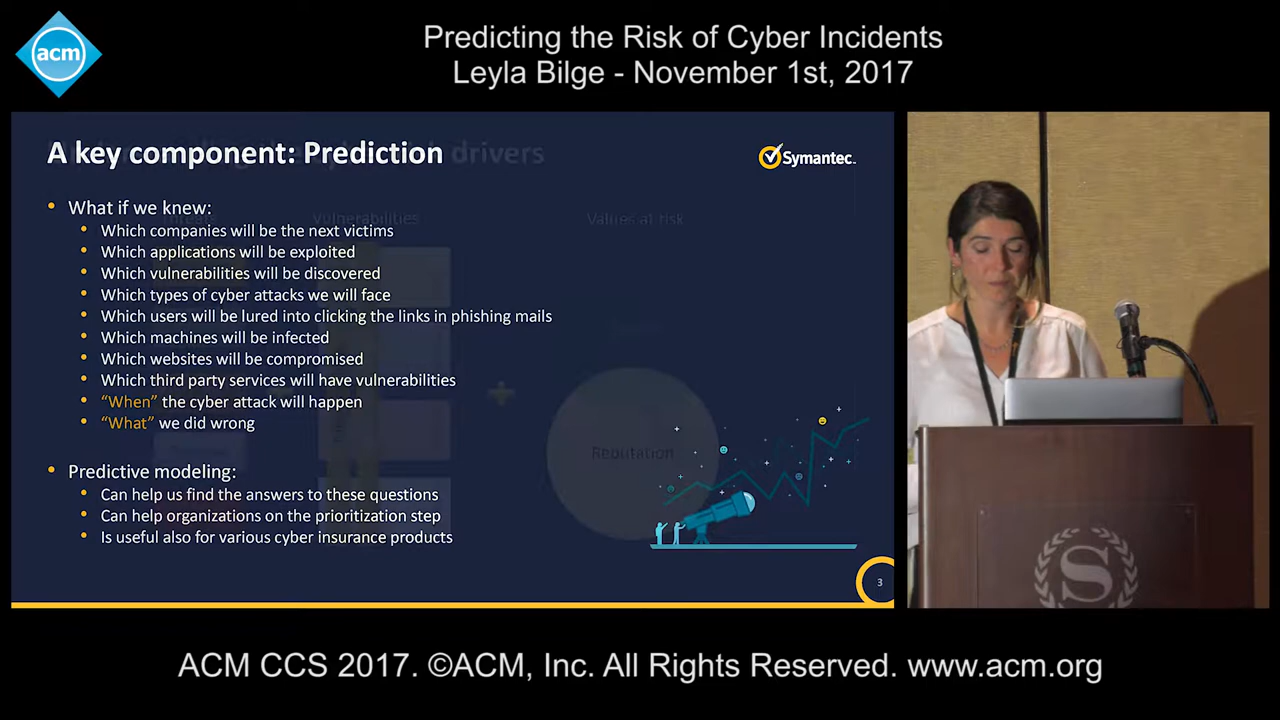 acm
Predicting the Risk of Cyber Incidents
Leyla Bilge - November 1st, 2017
A key component: Prediction
drivers
Symantec.
What if we knew:
Vulnerabilities
Values at risk
Which companies will be the next victims
Which applications will be exploited
Which vulnerabilities will be discovered
Which types of cyber attacks we will face
Which users will be lured into clicking the links in phishing mails
Which machines will be infected
Which websites will be compromised
Which third party services will have vulnerabilities
“When” the cyber attack will happen
“What” we did wrong
Reputation
Predictive modeling:
Can help us find the answers to these questions
Can help organizations on the prioritization step
Is useful also for various cyber insurance products
3
S
ACM CCS 2017. ©ACM, Inc. All Rights Reserved. www.acm.org